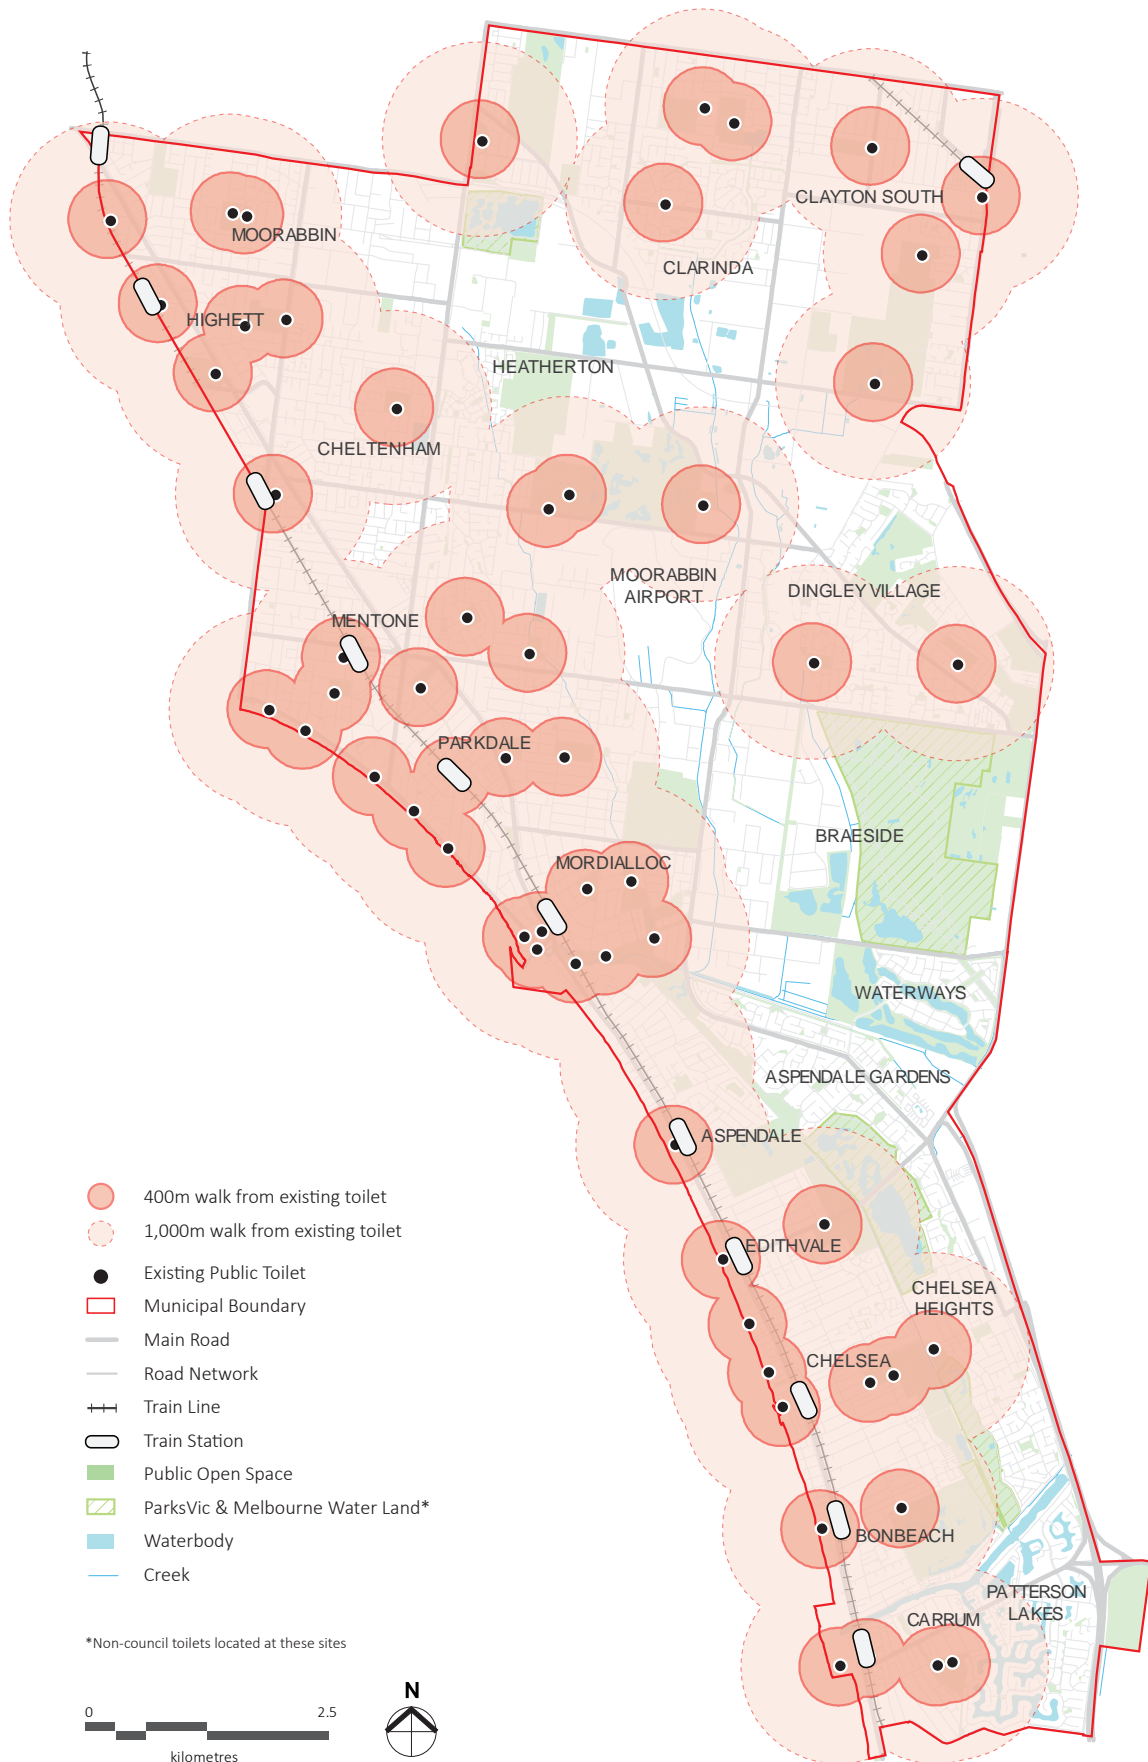 MOORABBIN
CLAYTON SOUTH
CLARINDA
HIGHETT
HEATHERTON
CHELTENHAM
MOORABBIN
AIRPORT
DINGLEY VILLAGE
MENTONE
PARKDALE
BRAESIDE
MORDIALLOC
WATERWAYS
ASPENDALE GARDENS
ASPENDALE
EDITHVALE
CHELSEA
HEIGHTS
CHELSEA
BONBEACH
PATTERSON
LAKES
CARRUM
400m walk from existing toilet
1,000m walk from existing toilet
Existing Public Toilet
Municipal Boundary
Main Road
Road Network
Train Line
Train Station
Public Open Space
ParksVic & Melbourne Water Land*
Waterbody
Creek
*Non-council toilets located at these sites
0 2.5
kilometres
N